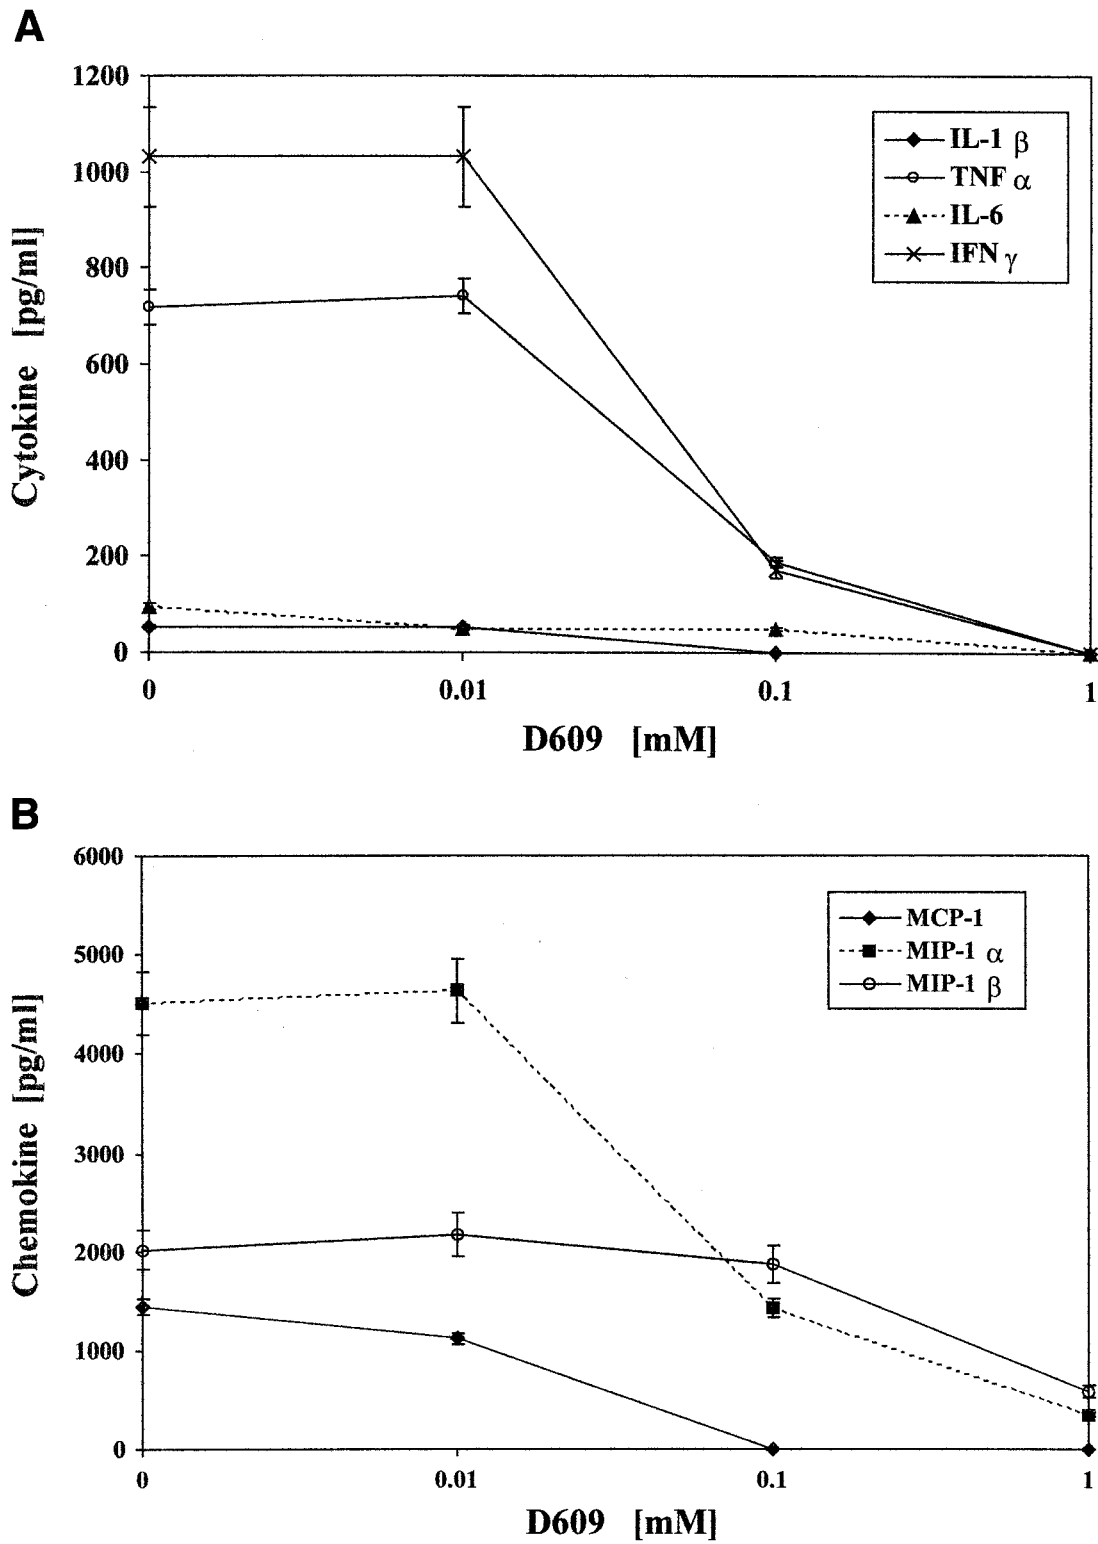 A
1200
1000
800
600
400
200
0
Cytokine [pg/ml]
IL-1 β
TNF α
IL-6
IFN γ
0 0.01 0.1 1
D609 [mM]
B
6000
5000
4000
3000
2000
1000
0
Chemokine [pg/ml]
MCP-1
MIP-1 α
MIP-1 β
0 0.01 0.1 1
D609 [mM]